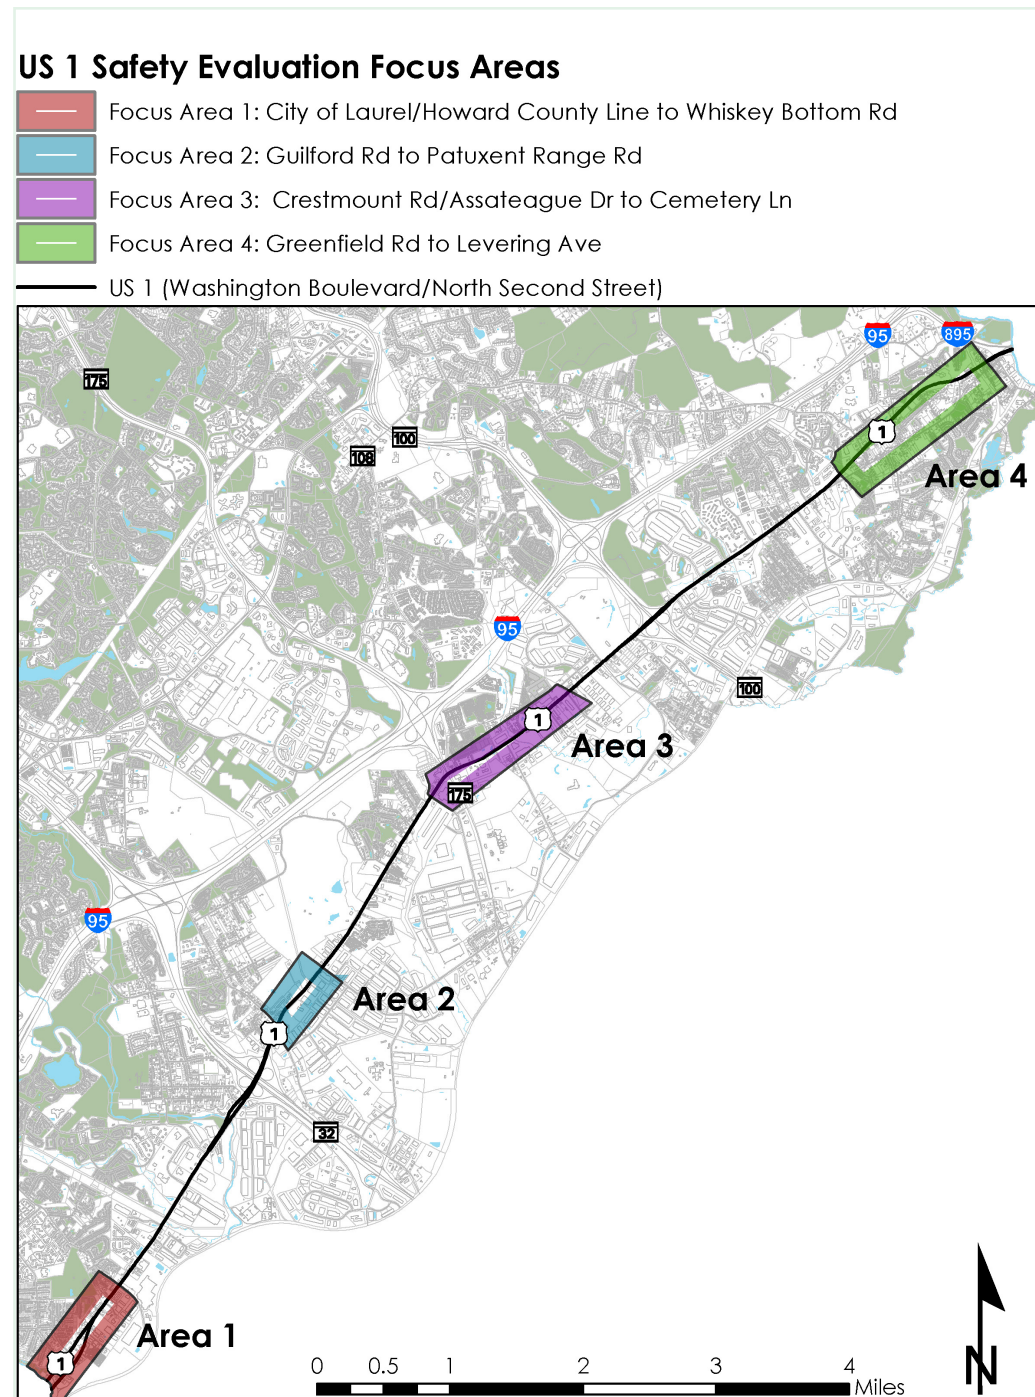 US 1 Safety Evaluation Focus Areas
Focus Area 1: City of Laurel/Howard County Line to Whiskey Bottom Rd
Focus Area 2: Guilford Rd to Patuxent Range Rd
Focus Area 3:  Crestmount Rd/Assateague Dr to Cemetery Ln
Focus Area 4: Greenfield Rd to Levering Ave
US 1 (Washington Boulevard/North Second Street)
95
895
175
1
100
108
Area 4
95
100
1
Area 3
175
95
Area 2
1
32
Area 1
1
0 0.5 1 2 3 4
Miles
N